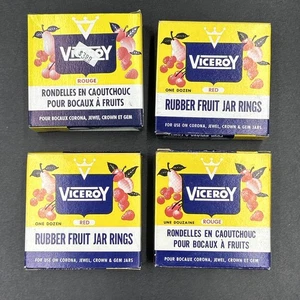 VICEROY
ROUGE
RONDELLES EN CAOUTCHOUC
POUR BOCAUX À FRUITS
POUR BOCAUX CORONA, JEWEL, CROWN ET GEM
VICEROY
ONE DOZEN
RED
RUBBER FRUIT JAR RINGS
FOR USE ON CORONA, JEWEL, CROWN & GEM JARS
VICEROY
ONE DOZEN
RED
RUBBER FRUIT JAR RINGS
FOR USE ON CORONA, JEWEL, CROWN & GEM JARS
VICEROY
UNE DOUZAINE
ROUGE
RONDELLES EN CAOUTCHOUC
POUR BOCAUX À FRUITS
POUR BOCAUX CORONA, JEWEL, CROWN ET GEM